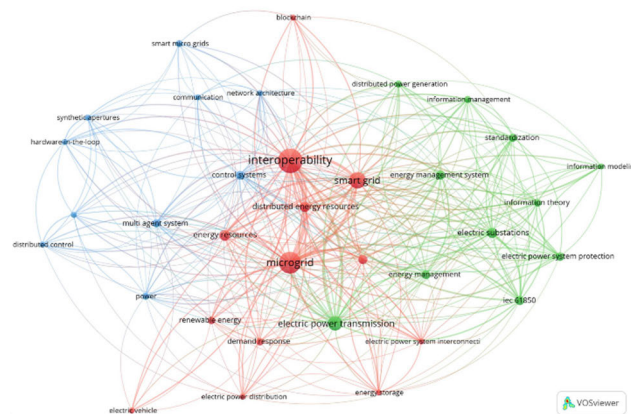 blockchain
smart micro grids
distributed power generation
communication
network architecture
information management
synthetic apertures
standardization
hardware-in-the-loop
interoperability
information modelin
control systems
smart grid
energy management system
distributed energy resources
information theory
multi agent system
energy resources
electric substations
distributed control
electric power system protection
microgrid
energy management
power
iec 61850
renewable energy
electric power transmission
demand response
electric power system interconnecti
electric power distribution
energy storage
electric vehicle
VOSviewer